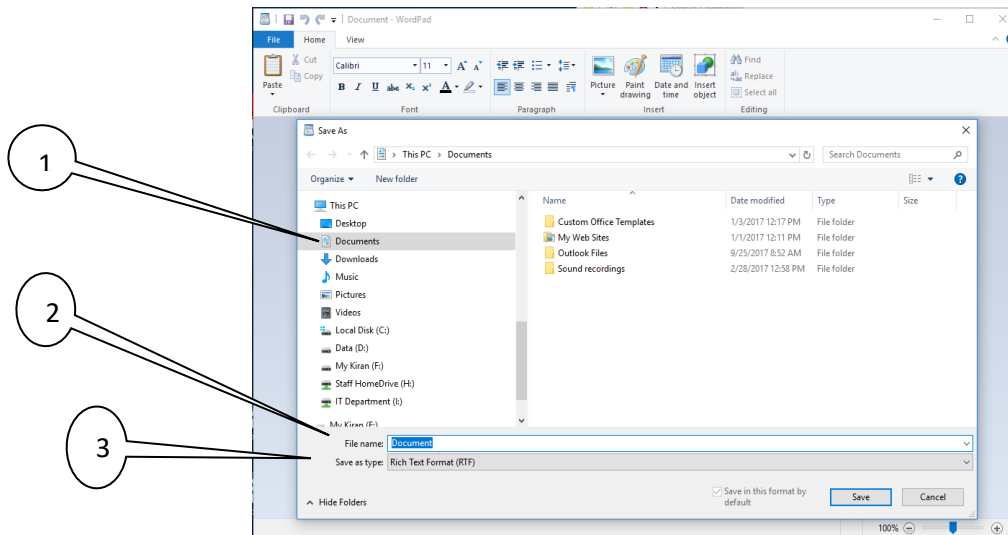 Document - WordPad
File Home View
Cut
Copy
Paste
Calibri 11 A A
B I U abc X₂ X² A
Picture
Paint drawing
Date and time
Insert object
Find
Replace
Select all
Clipboard Font Paragraph Insert Editing
Save As
This PC > Documents
Search Documents
Organize New folder
Name Date modified Type Size
This PC
Desktop
Documents
Downloads
Music
Pictures
Videos
Local Disk (C:)
Data (D:)
My Kiran (F:)
Staff HomeDrive (H:)
IT Department (I:)
My Kiran (F:)
Custom Office Templates 1/3/2017 12:17 PM File folder
My Web Sites 1/1/2017 12:11 PM File folder
Outlook Files 9/25/2017 8:52 AM File folder
Sound recordings 2/28/2017 12:58 PM File folder
File name: Document
Save as type: Rich Text Format (RTF)
Hide Folders
Save in this format by
default
Save Cancel
100%
1
2
3